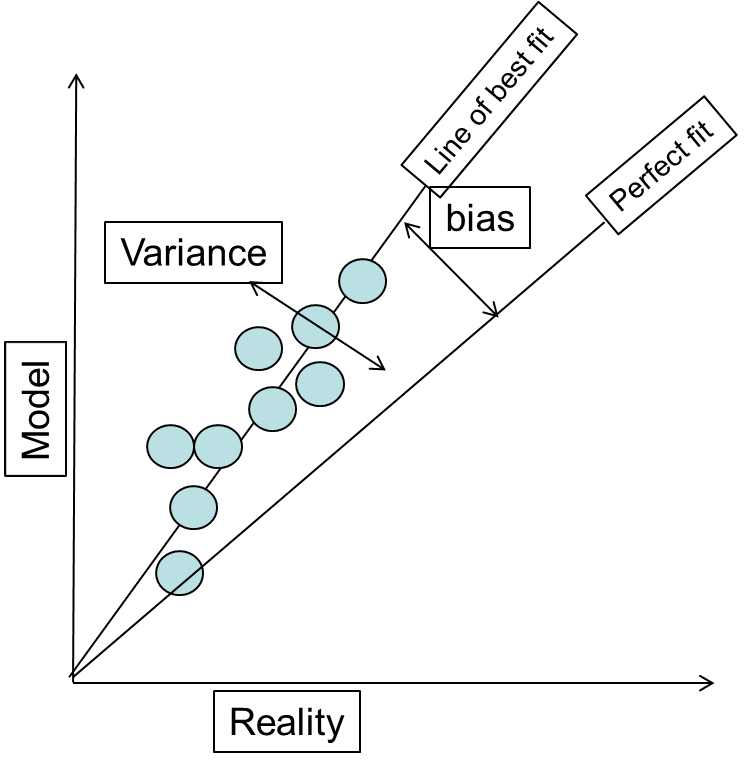 Line of best fit
Perfect fit
bias
Variance
Model
Reality